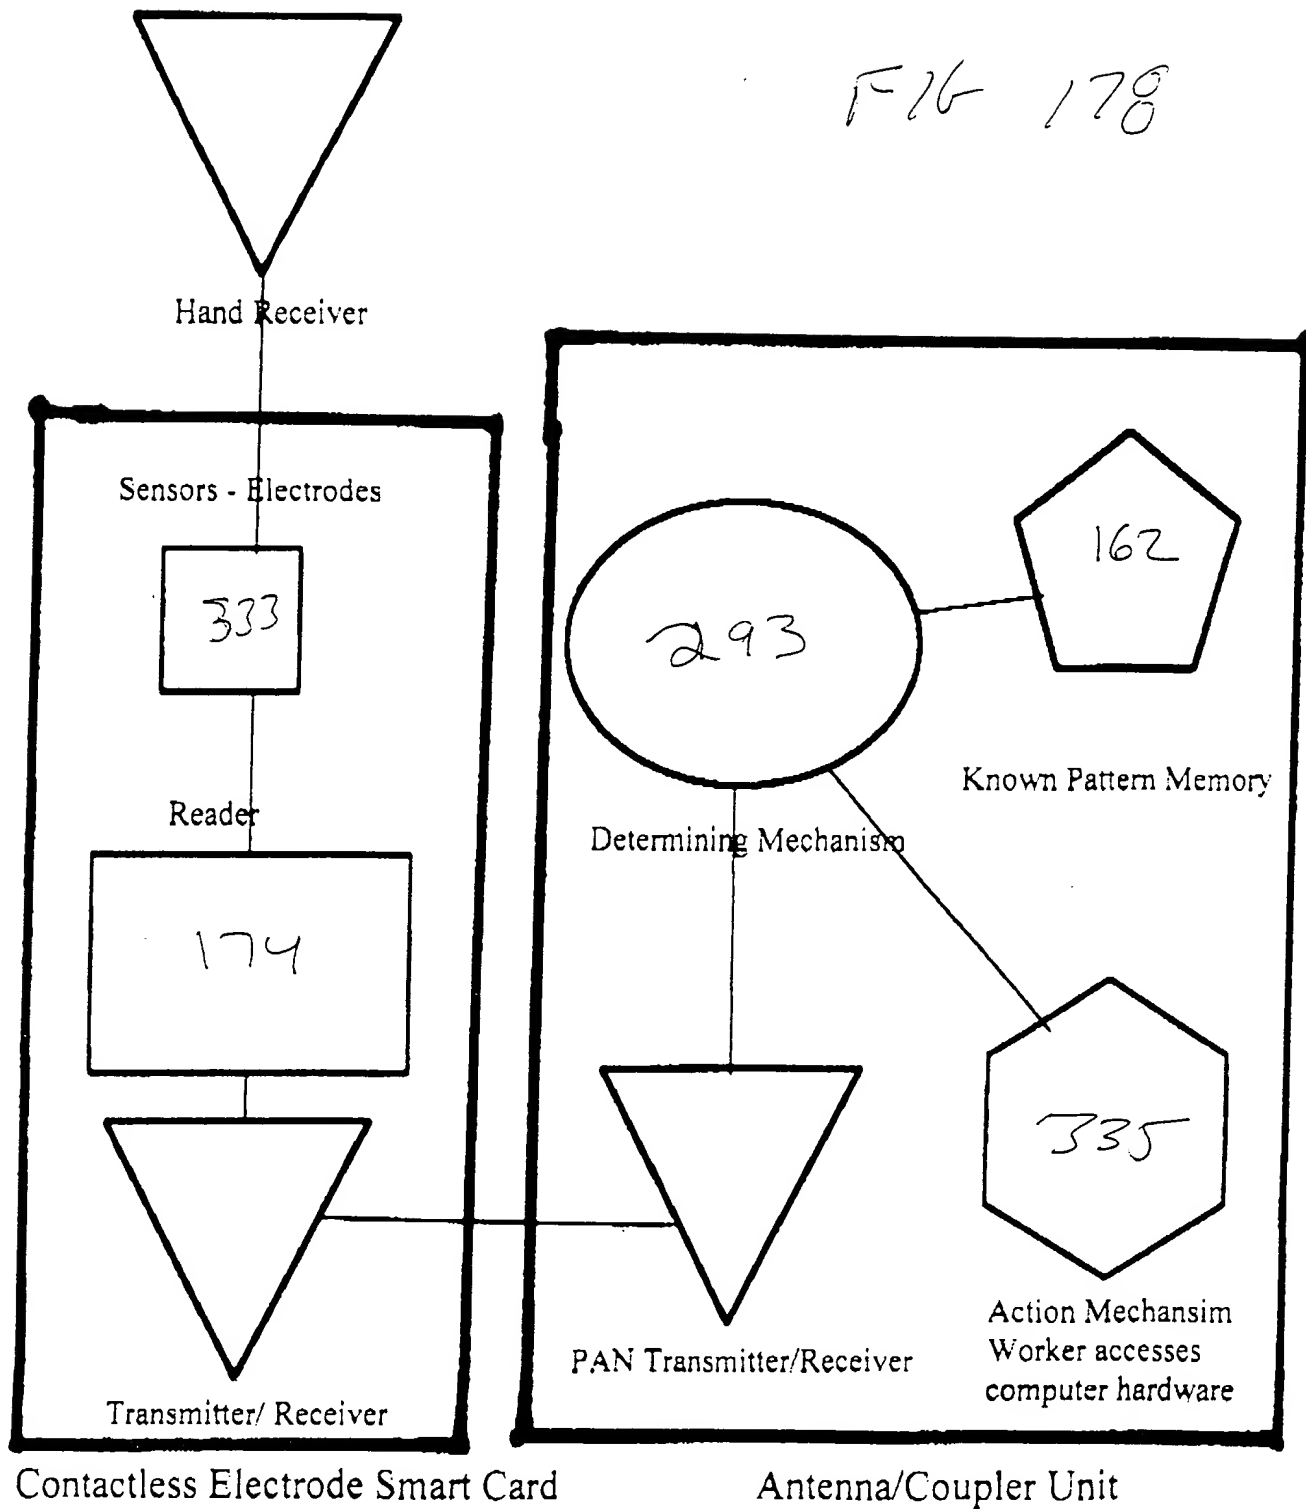 FIG 178
Hand Receiver
Sensors - Electrodes
333
Reader
174
Transmitter/ Receiver
Contactless Electrode Smart Card
293
162
Known Pattern Memory
Determining Mechanism
335
PAN Transmitter/Receiver
Action Mechansim
Worker accesses
computer hardware
Antenna/Coupler Unit